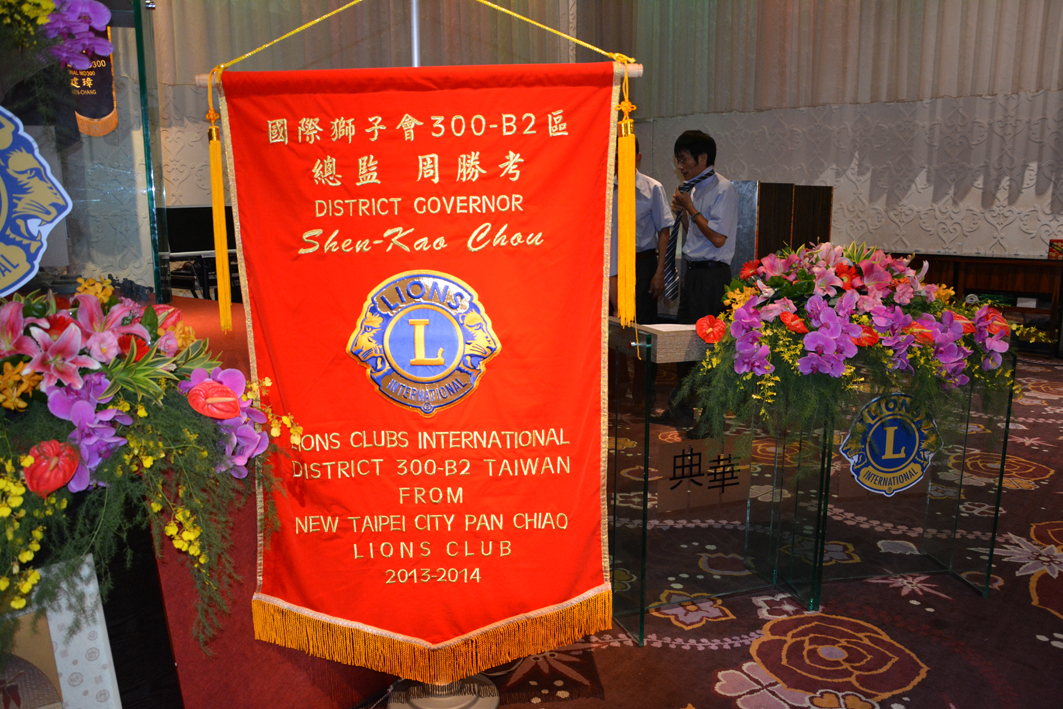 國際獅子會300-B2區
總監 周勝考
DISTRICT GOVERNOR
Shen-Kao Chou
LIONS
L
INTERNATIONAL
LIONS CLUBS INTERNATIONAL
DISTRICT 300-B2 TAIWAN
FROM
NEW TAIPEI CITY PAN CHIAO
LIONS CLUB
2013-2014
典華
LIONS
L
INTERNATIONAL